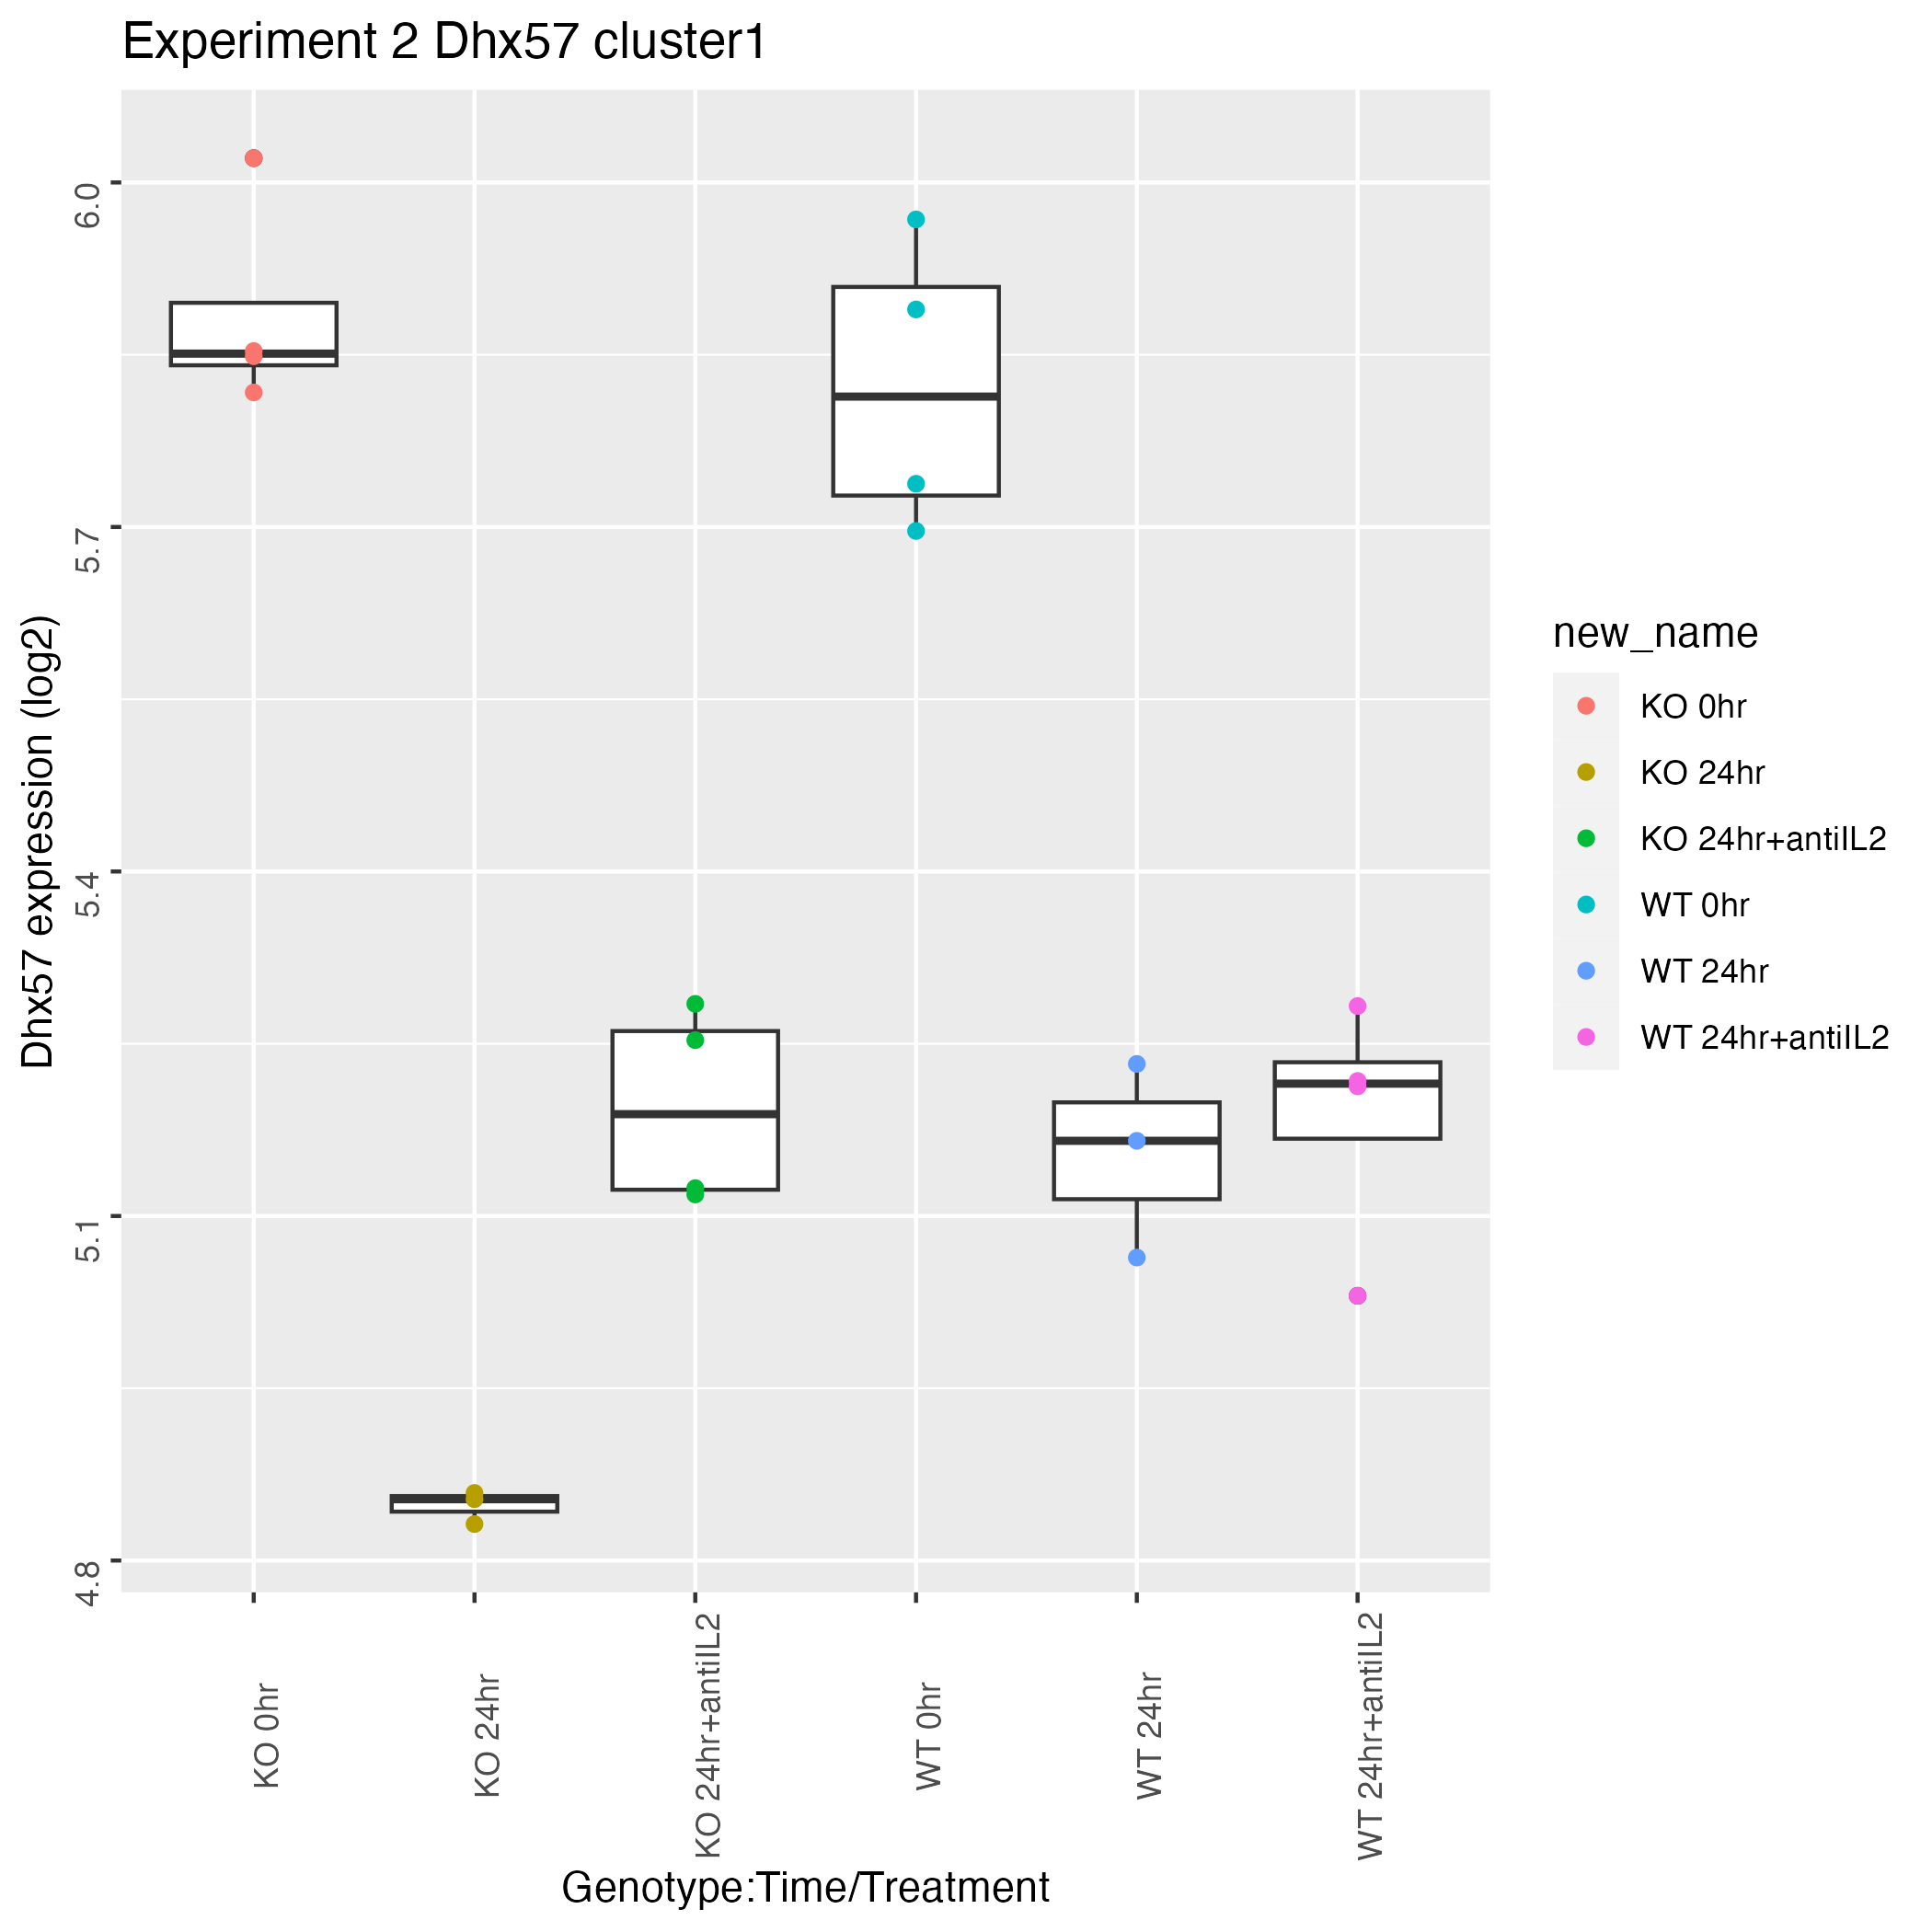 Experiment 2 Dhx57 cluster1
Dhx57 expression (log2)
6.0
5.7
5.4
5.1
4.8
KO 0hr
KO 24hr
KO 24hr+antiIL2
WT 0hr
WT 24hr
WT 24hr+antiIL2
Genotype:Time/Treatment
new_name
KO 0hr
KO 24hr
KO 24hr+antiIL2
WT 0hr
WT 24hr
WT 24hr+antiIL2